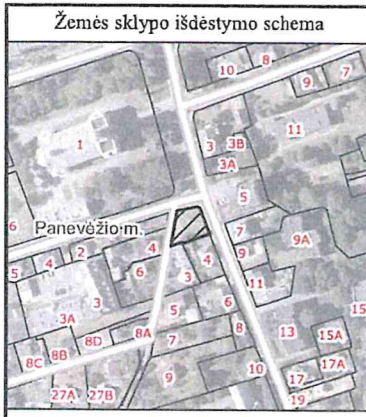 Žemės sklypo išdėstymo schema
10 8
9 7
1
3 3B
11
3A
5
6
Panevėžio m.
4
7
9A
2
9
5 4
6
3 4
11
3
5
6
15
3A
8A
8D
7
8
13
15A
8C 8B
9
10
17 17A
27A 27B
19